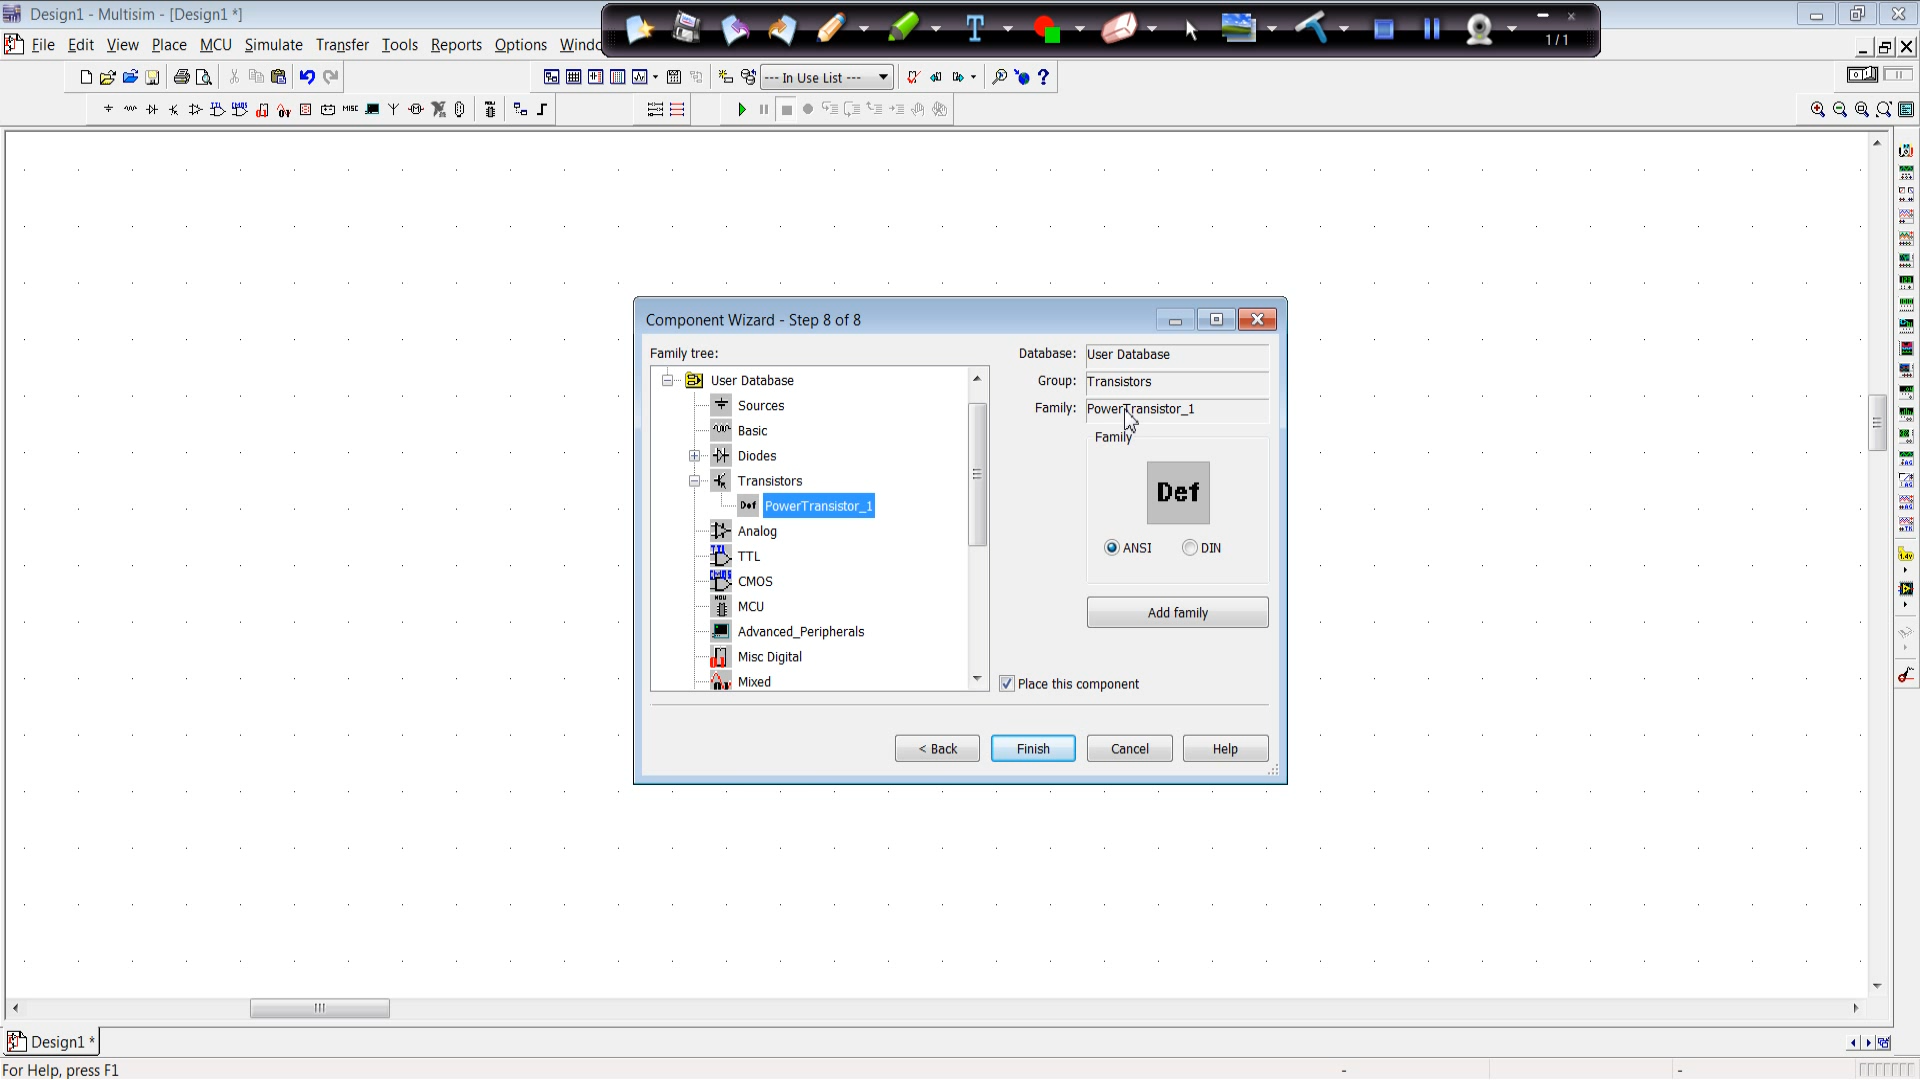 Design1 - Multisim - [Design1 *]
File Edit View Place MCU Simulate Transfer Tools Reports Options Windo
T
1/1
--- In Use List ---
?
MISC
Component Wizard - Step 8 of 8
Family tree:
User Database
Sources
Basic
Diodes
Transistors
Def PowerTransistor_1
Analog
TTL
CMOS
MCU
Advanced_Peripherals
Misc Digital
Mixed
Database: User Database
Group: Transistors
Family: PowerTransistor_1
Family
Def
ANSI DIN
Add family
Place this component
< Back Finish Cancel Help
Design1 *
For Help, press F1 - -